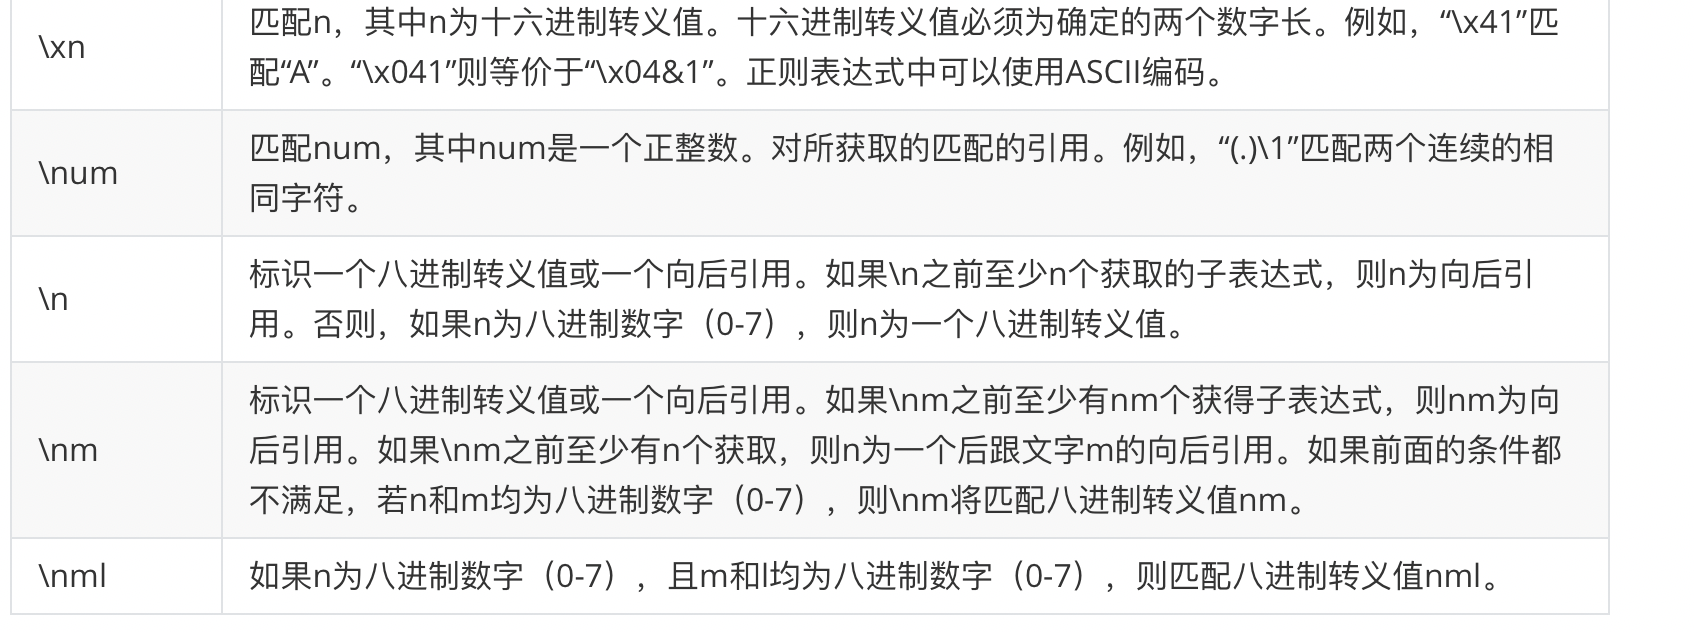 \xn
匹配n，其中n为十六进制转义值。十六进制转义值必须为确定的两个数字长。例如，“\x41”匹
配“A”。“\x041”则等价于“\x04&1”。正则表达式中可以使用ASCII编码。
\num
匹配num，其中num是一个正整数。对所获取的匹配的引用。例如，“(.)\1”匹配两个连续的相
同字符。
\n
标识一个八进制转义值或一个向后引用。如果\n之前至少n个获取的子表达式，则n为向后引
用。否则，如果n为八进制数字（0-7），则n为一个八进制转义值。
\nm
标识一个八进制转义值或一个向后引用。如果\nm之前至少有nm个获得子表达式，则nm为向
后引用。如果\nm之前至少有n个获取，则n为一个后跟文字m的向后引用。如果前面的条件都
不满足，若n和m均为八进制数字（0-7），则\nm将匹配八进制转义值nm。
\nml
如果n为八进制数字（0-7），且m和l均为八进制数字（0-7），则匹配八进制转义值nml。